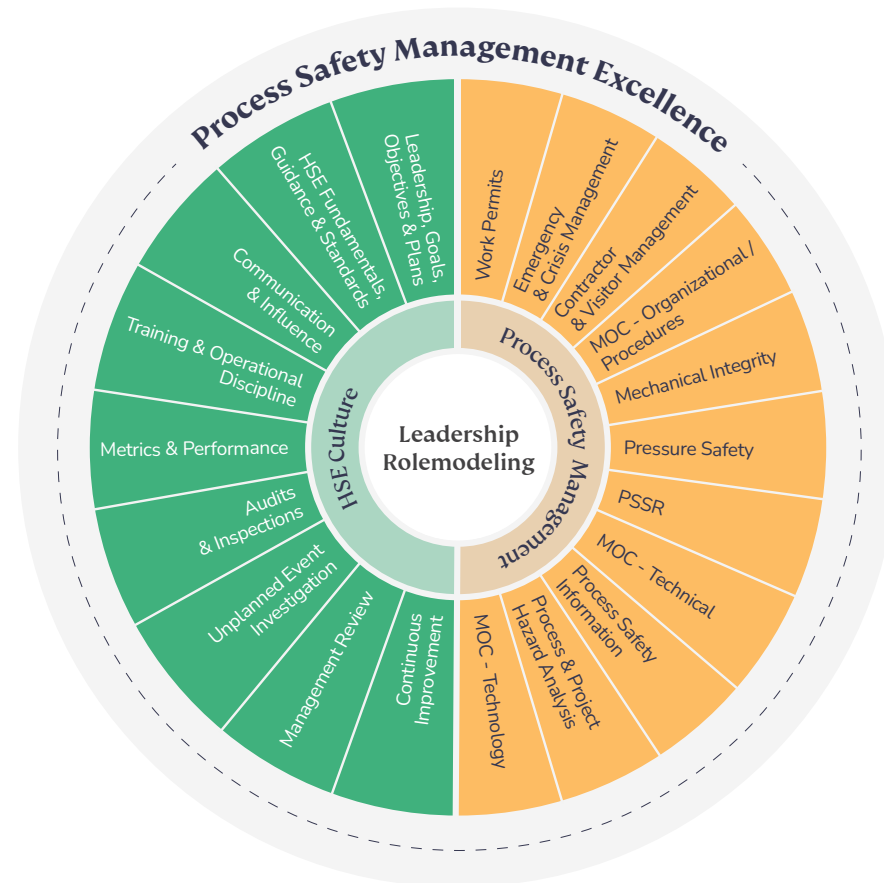 Process Safety Management Excellence
Work Permits
Emergency
& Crisis Management
Contractor
& Visitor Management
MOC - Organizational /
Procedures
Mechanical Integrity
Pressure Safety
PSSR
MOC - Technical
Process Safety
Information
Process & Project
Hazard Analysis
MOC - Technology
Continuous
Improvement
Management Review
Unplanned Event
Investigation
Audits
& Inspections
Metrics & Performance
Training & Operational
Discipline
Communication
& Influence
HSE Fundamentals,
Guidance & Standards
Leadership, Goals,
Objectives & Plans
HSE Culture
Process Safety Management
Leadership
Rolemodeling